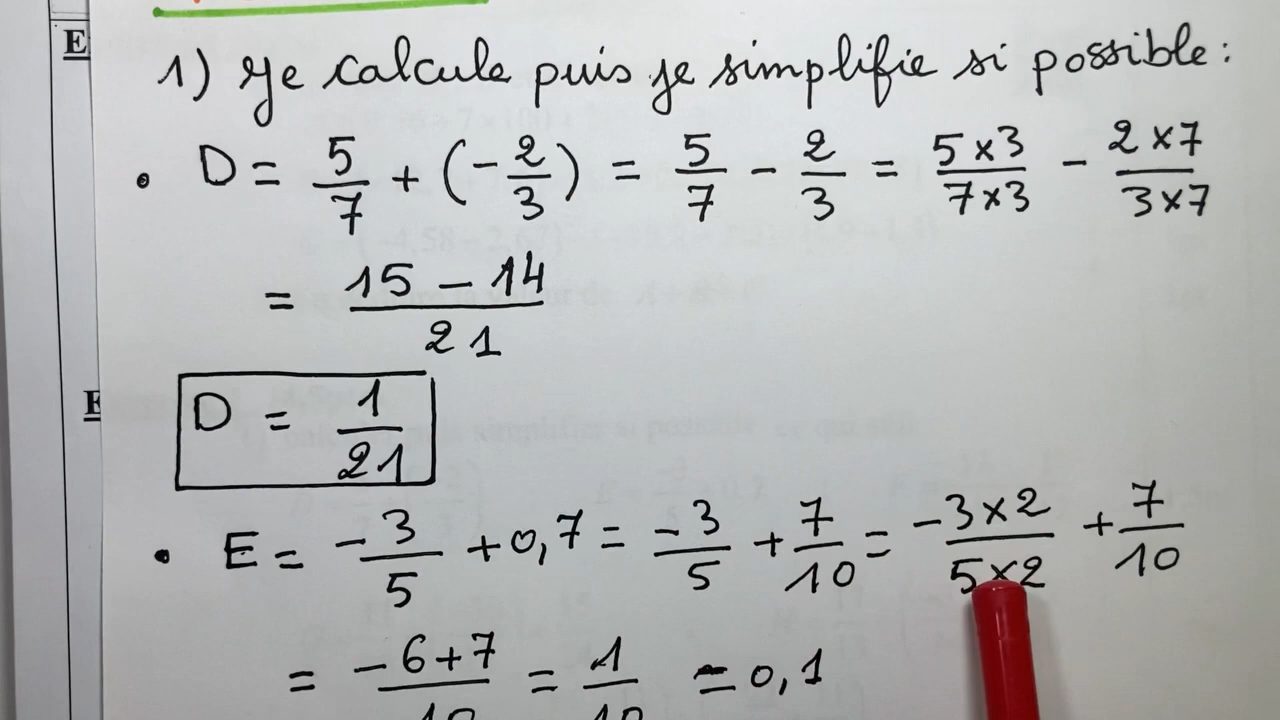 E
1) Je calcule puis je simplifie si possible :
• D = 5/7 + (-2/3) = 5/7 - 2/3 = 5×3/7×3 - 2×7/3×7
= 15 - 14/21
E
D = 1/21
• E = -3/5 + 0,7 = -3/5 + 7/10 = -3×2/5×2 + 7/10
= -6+7/10 = 1/10 = 0,1